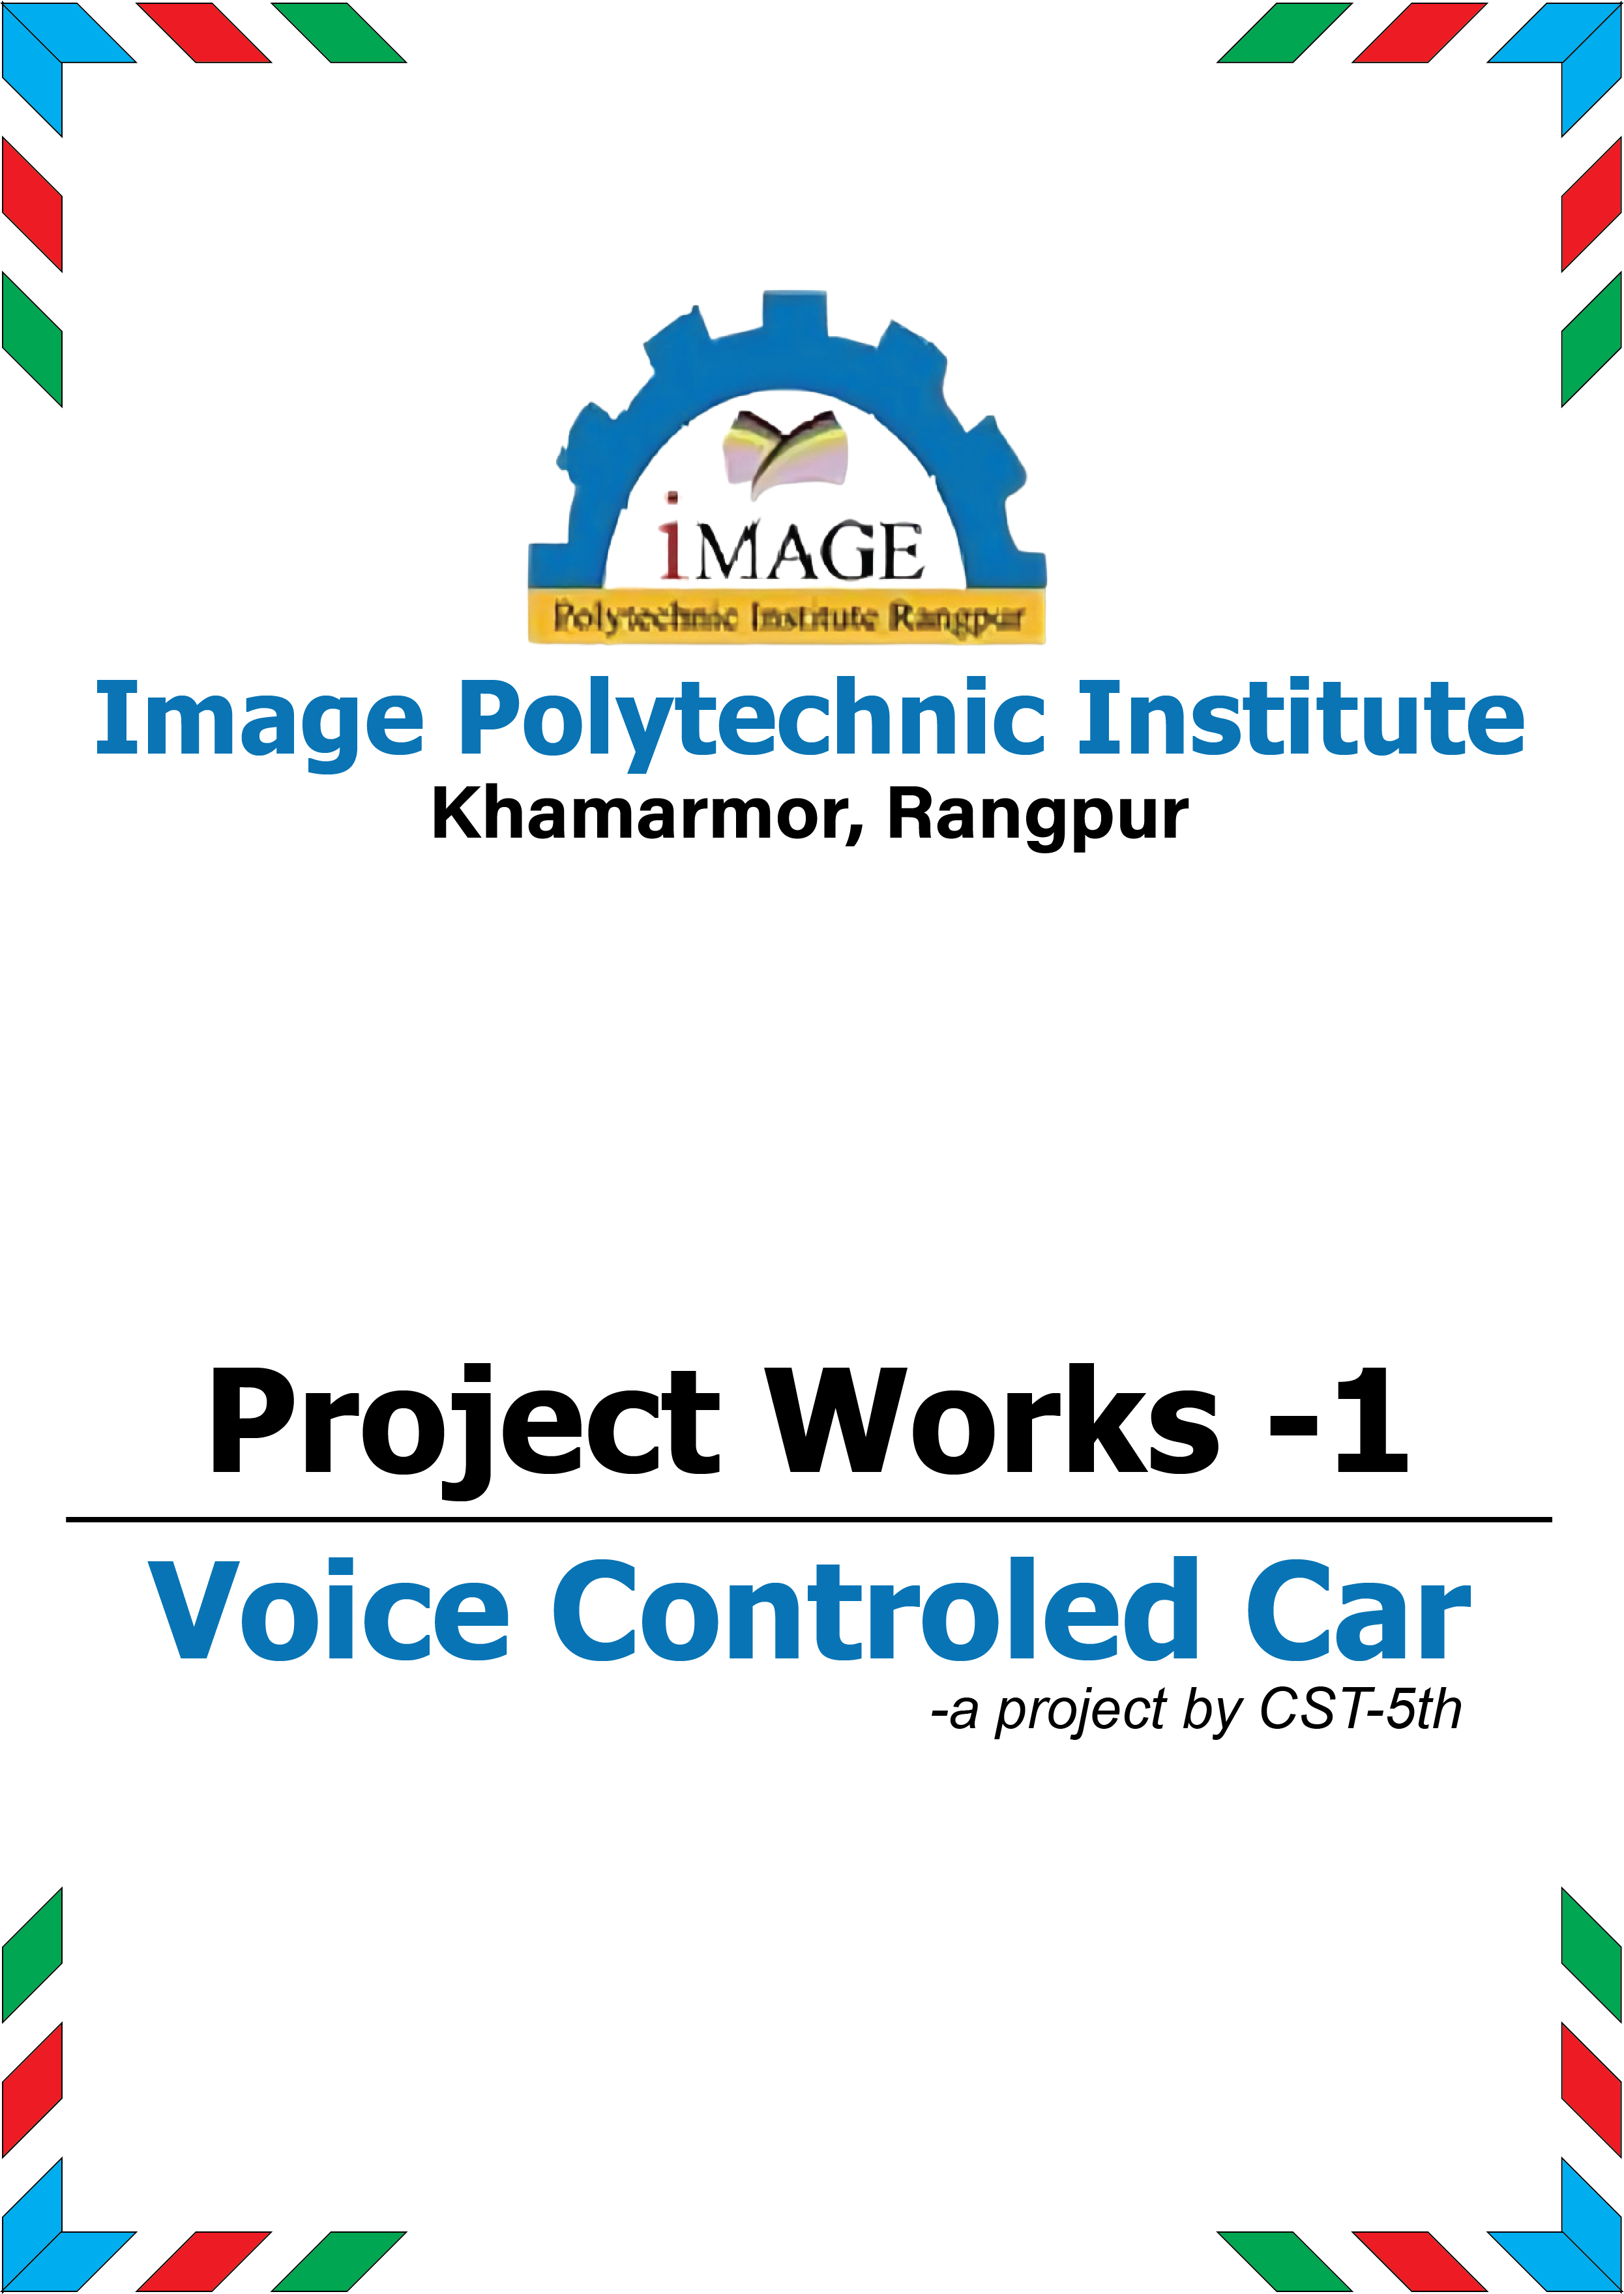 iMAGE
Polytechnic Institute Rangpur
Image Polytechnic Institute
Khamarmor, Rangpur
Project Works -1
Voice Controled Car
-a project by CST-5th